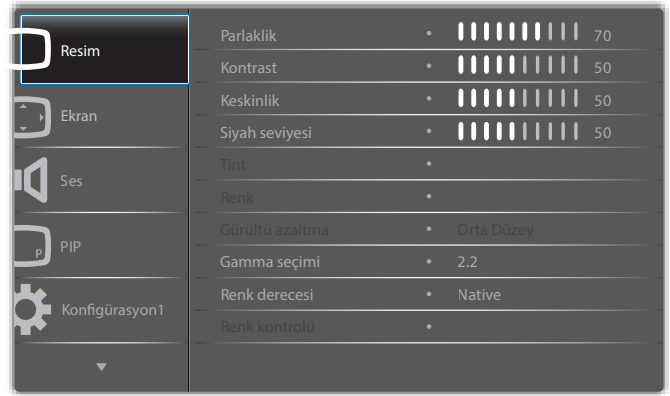 Resim
Ekran
Ses
P PIP
Konfigürasyon1
Parlaklik • 70
Kontrast • 50
Keskinlik • 50
Siyah seviyesi • 50
Tint •
Renk •
Gürültü azaltma • Orta Düzey
Gamma seçimi • 2.2
Renk derecesi • Native
Renk kontrolü •